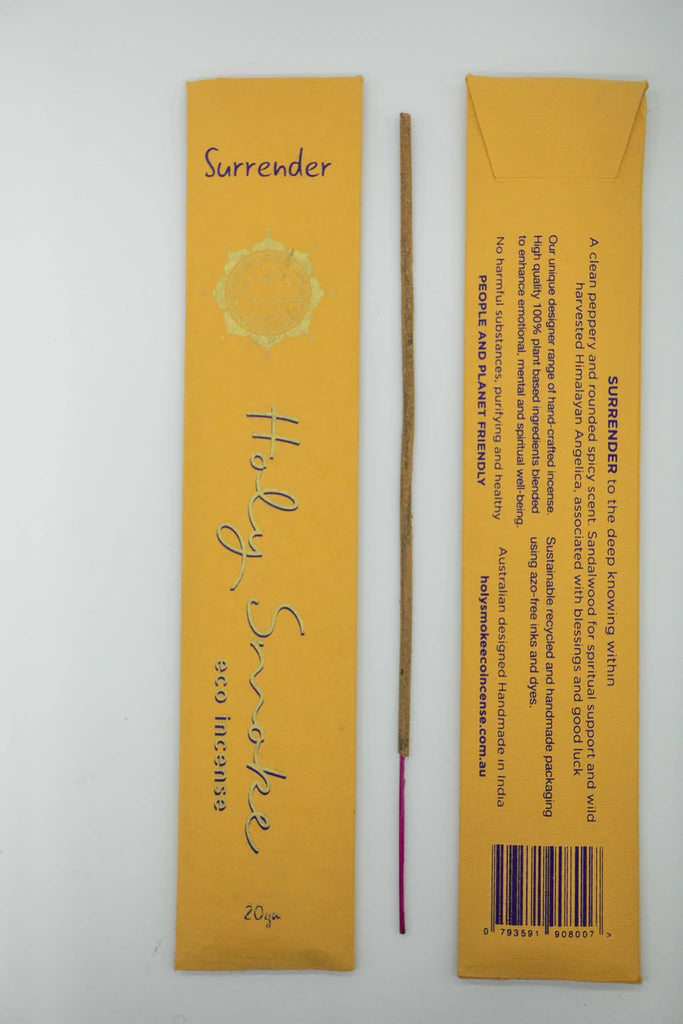 Surrender
Holy Smoke
eco incense
20gm
SURRENDER to the deep knowing within
A clean peppery and rounded spicy scent. Sandalwood for spiritual support and wild
harvested Himalayan Angelica, associated with blessings and good luck
Our unique designer range of hand-crafted incense.
High quality 100% plant based ingredients blended
to enhance emotional, mental and spiritual well-being.
No harmful substances, purifying and healthy
PEOPLE AND PLANET FRIENDLY
Sustainable recycled and handmade packaging
using azo-free inks and dyes.
Australian designed Handmade in India
holysmokeecoincense.com.au
0 793591 908007 >